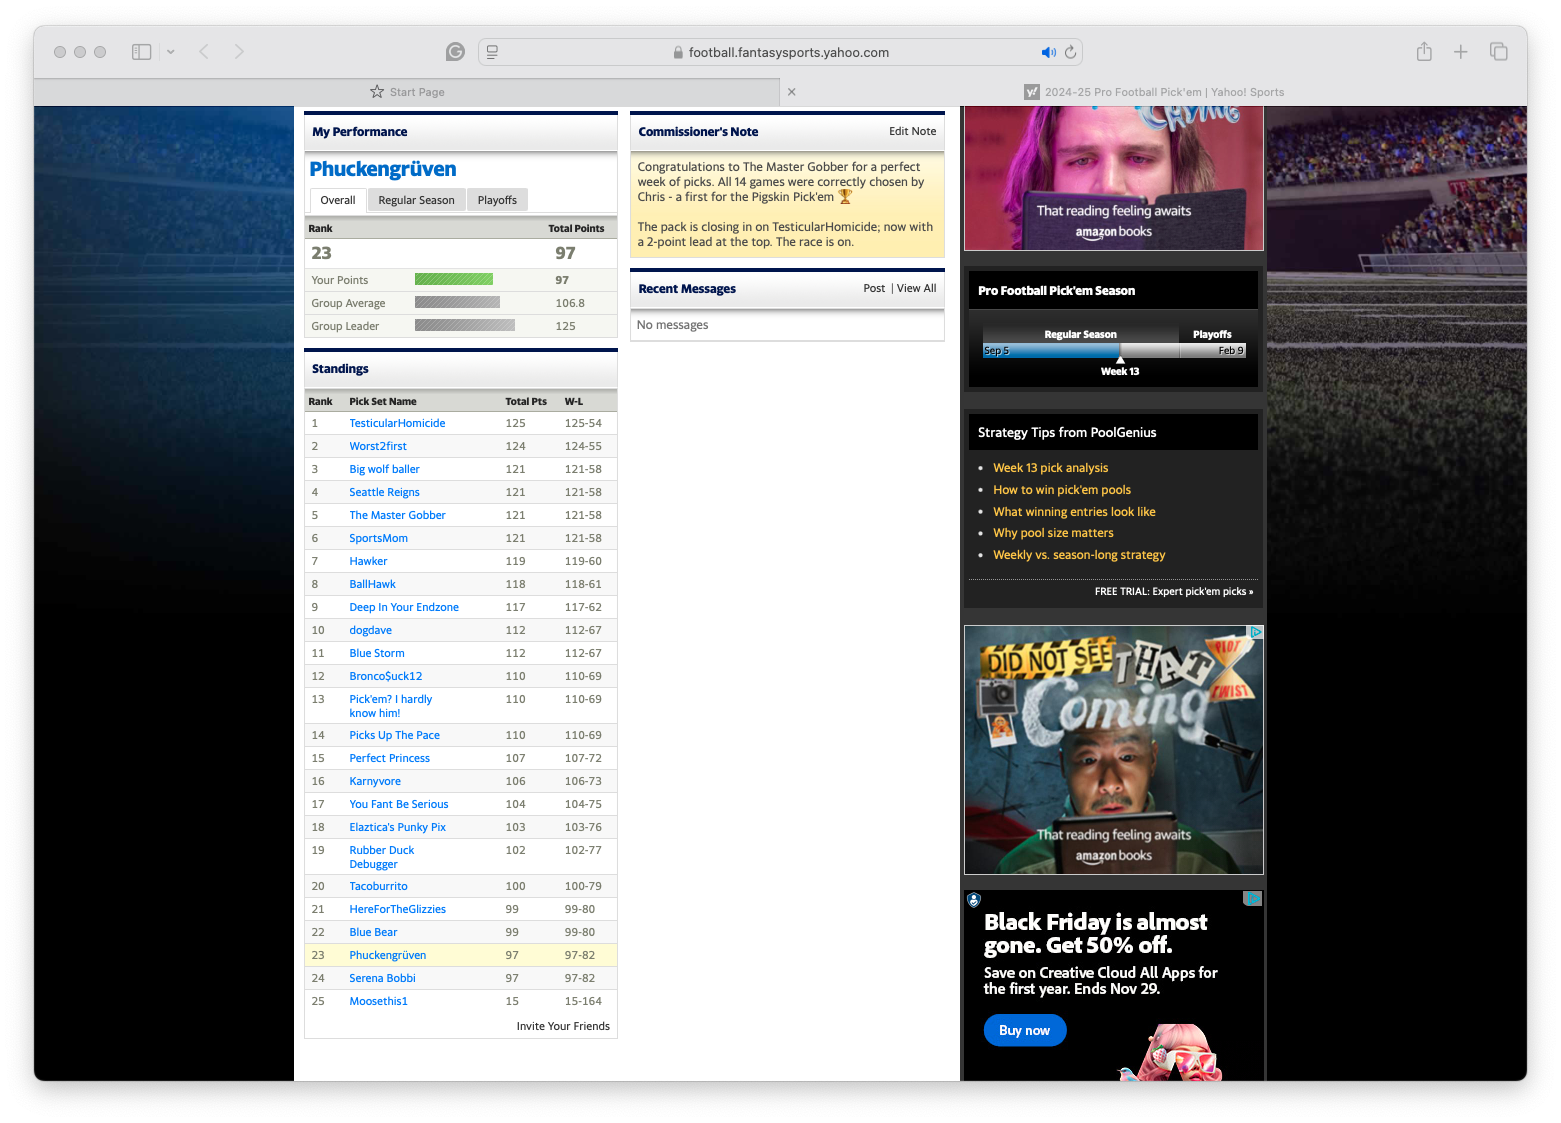 football.fantasysports.yahoo.com
Start Page
2024-25 Pro Football Pick'em | Yahoo! Sports
My Performance
Phuckengrüven
Overall Regular Season Playoffs
Rank Total Points
23 97
Your Points 97
Group Average 106.8
Group Leader 125
Standings
Rank Pick Set Name Total Pts W-L
1 TesticularHomicide 125 125-54
2 Worst2first 124 124-55
3 Big wolf baller 121 121-58
4 Seattle Reigns 121 121-58
5 The Master Gobber 121 121-58
6 SportsMom 121 121-58
7 Hawker 119 119-60
8 BallHawk 118 118-61
9 Deep In Your Endzone 117 117-62
10 dogdave 112 112-67
11 Blue Storm 112 112-67
12 Bronco$uck12 110 110-69
13 Pick'em? I hardly 110 110-69
know him!
14 Picks Up The Pace 110 110-69
15 Perfect Princess 107 107-72
16 Karnyvore 106 106-73
17 You Fant Be Serious 104 104-75
18 Elaztica's Punky Pix 103 103-76
19 Rubber Duck 102 102-77
Debugger
20 Tacoburrito 100 100-79
21 HereForTheGlizzies 99 99-80
22 Blue Bear 99 99-80
23 Phuckengrüven 97 97-82
24 Serena Bobbi 97 97-82
25 Moosethis1 15 15-164
Invite Your Friends
Commissioner's Note Edit Note
Congratulations to The Master Gobber for a perfect
week of picks. All 14 games were correctly chosen by
Chris - a first for the Pigskin Pick'em 🏆
The pack is closing in on TesticularHomicide; now with
a 2-point lead at the top. The race is on.
Recent Messages Post | View All
No messages
That reading feeling awaits
amazon books
Pro Football Pick'em Season
Regular Season Playoffs
Sep 5 Feb 9
Week 13
Strategy Tips from PoolGenius
• Week 13 pick analysis
• How to win pick'em pools
• What winning entries look like
• Why pool size matters
• Weekly vs. season-long strategy
FREE TRIAL: Expert pick'em picks »
DID NOT SEE THAT
PLOT
TWIST
Coming
That reading feeling awaits
amazon books
Black Friday is almost
gone. Get 50% off.
Save on Creative Cloud All Apps for
the first year. Ends Nov 29.
Buy now